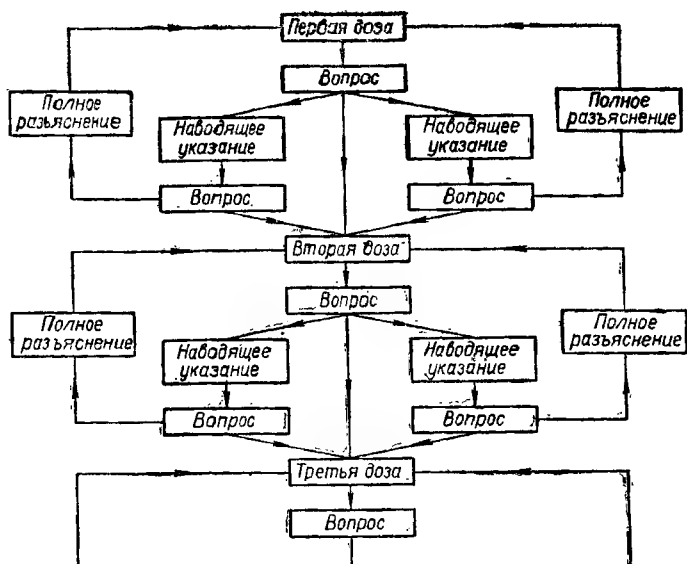 Первая доза
Вопрос
Полное
разъяснение
Полное
разъяснение
Наводящее
указание
Наводящее
указание
Вопрос
Вопрос
Вторая доза
Вопрос
Полное
разъяснение
Полное
разъяснение
Наводящее
указание
Наводящее
указание
Вопрос
Вопрос
Третья доза
Вопрос